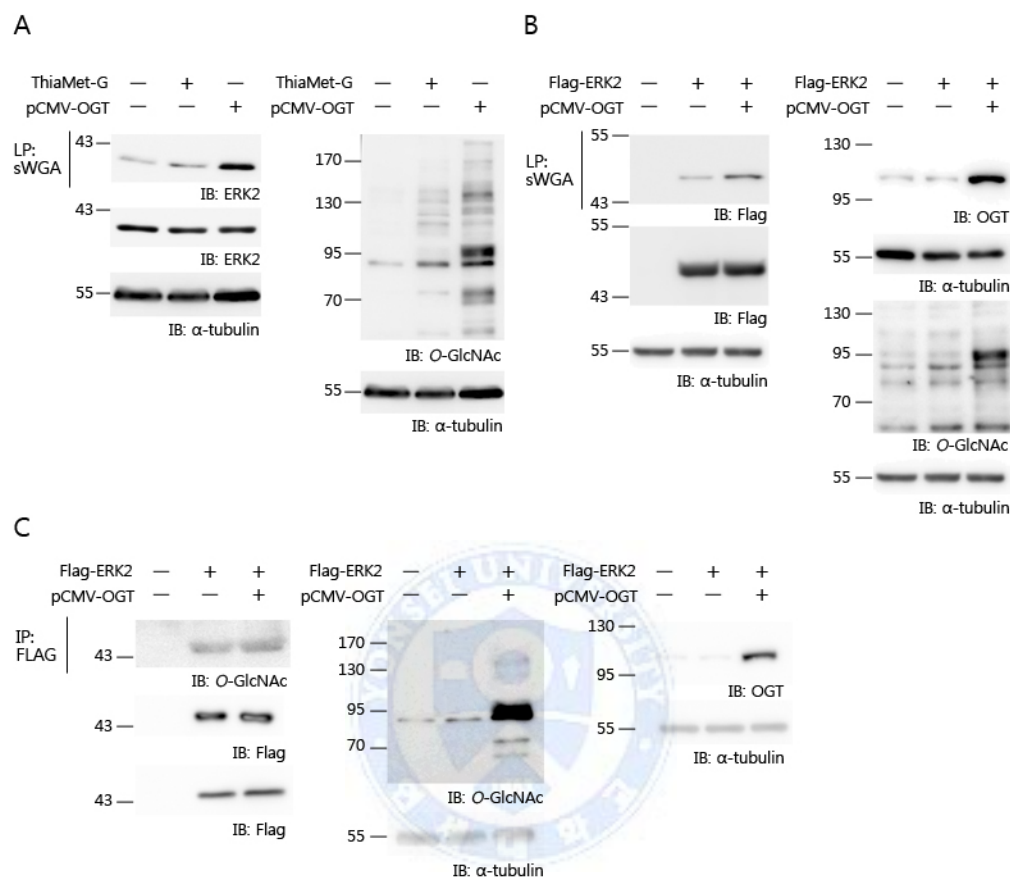 A
ThiaMet-G — + —
pCMV-OGT — — +
LP:
sWGA
43
IB: ERK2
43
IB: ERK2
55
IB: α-tubulin
ThiaMet-G — + —
pCMV-OGT — — +
170
130
95
70
IB: O-GlcNAc
55
IB: α-tubulin
B
Flag-ERK2 — + +
pCMV-OGT — — +
LP:
sWGA
55
43
IB: Flag
55
43
IB: Flag
55
IB: α-tubulin
Flag-ERK2 — + +
pCMV-OGT — — +
130
95
IB: OGT
55
IB: α-tubulin
130
95
70
IB: O-GlcNAc
55
IB: α-tubulin
C
Flag-ERK2 — + +
pCMV-OGT — — +
IP:
FLAG
43
IB: O-GlcNAc
43
IB: Flag
43
IB: Flag
Flag-ERK2 — + +
pCMV-OGT — — +
170
130
95
70
IB: O-GlcNAc
55
IB: α-tubulin
Flag-ERK2 — + +
pCMV-OGT — — +
130
95
IB: OGT
55
IB: α-tubulin
YONSEI UNIVERSITY